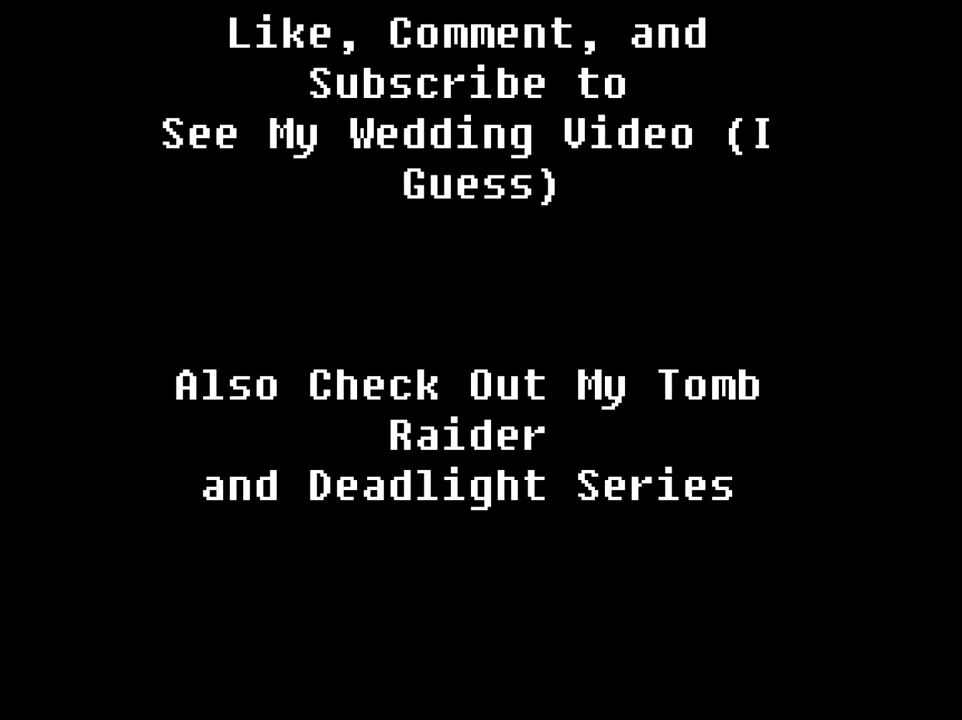 Like, Comment, and
Subscribe to
See My Wedding Video (I
Guess)
Also Check Out My Tomb
Raider
and Deadlight Series